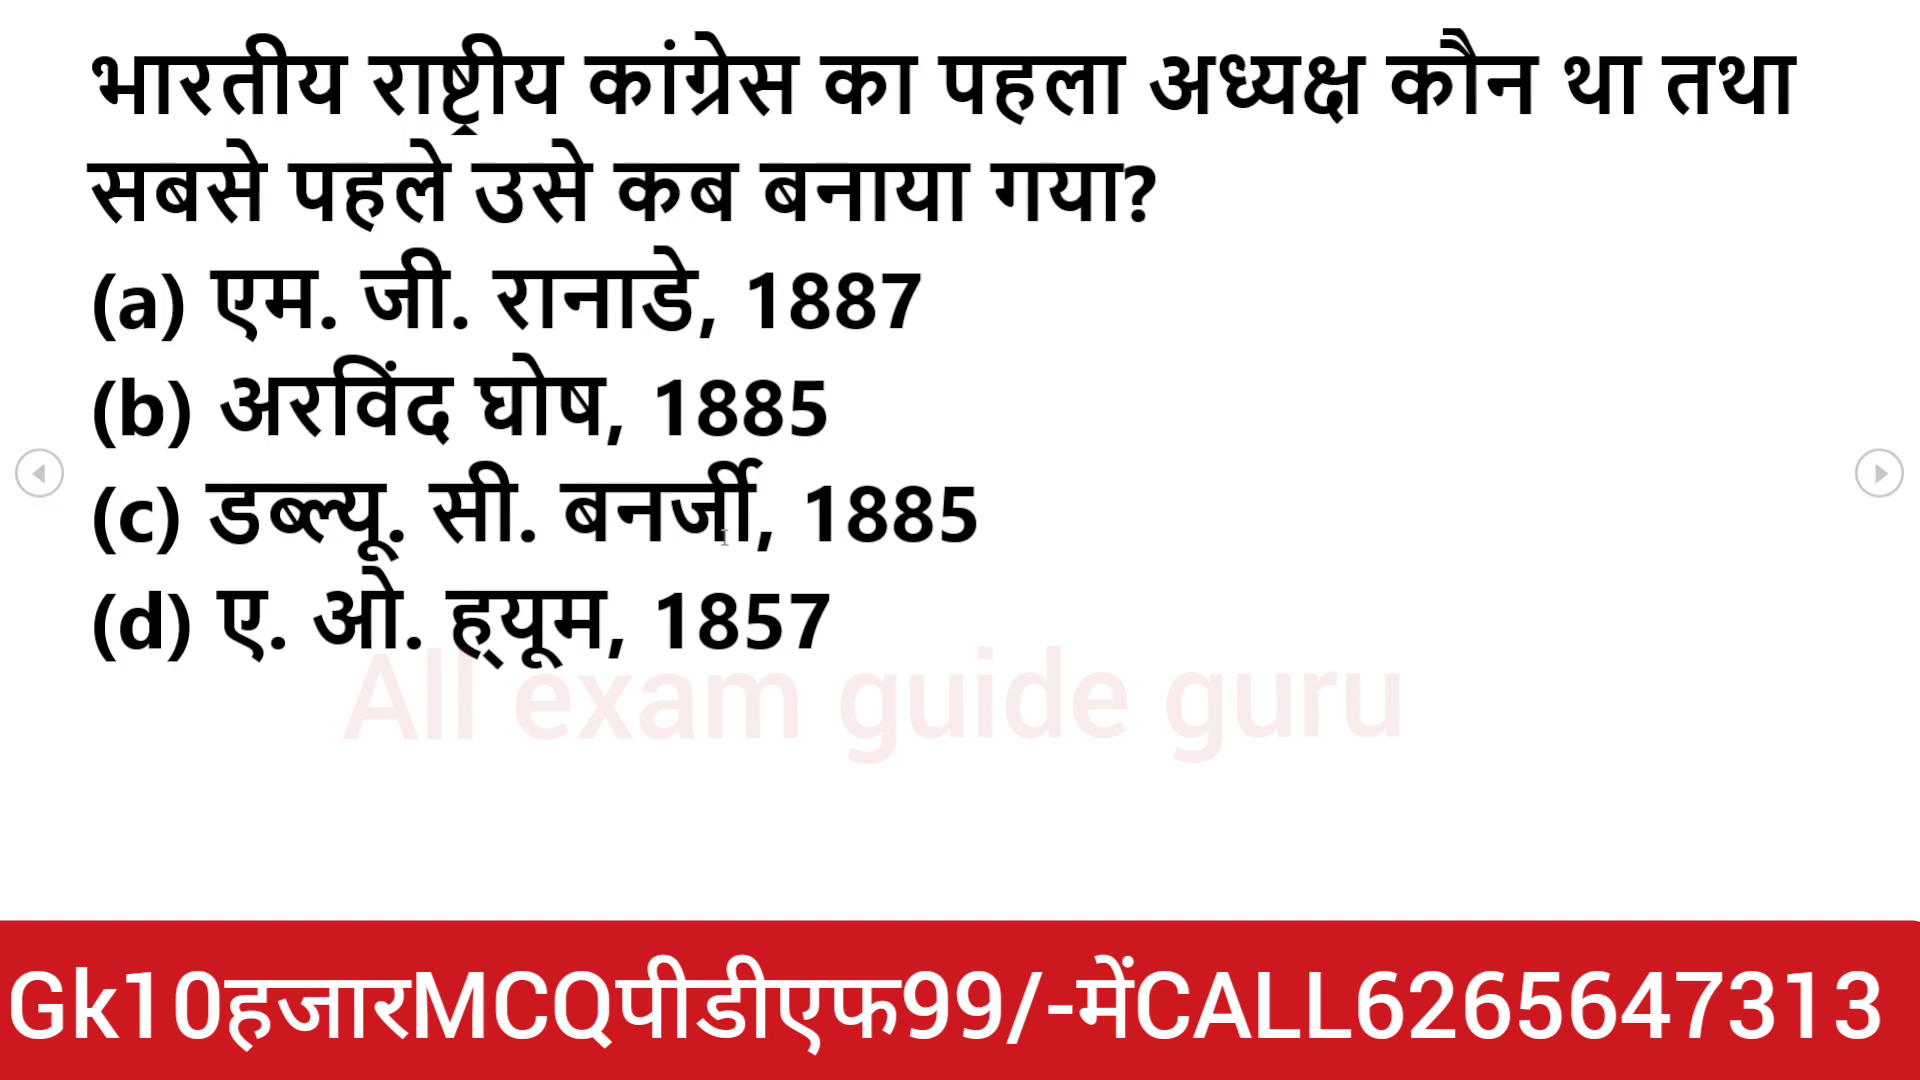 भारतीय राष्ट्रीय कांग्रेस का पहला अध्यक्ष कौन था तथा
सबसे पहले उसे कब बनाया गया?
(a) एम. जी. रानाडे, 1887
(b) अरविंद घोष, 1885
(c) डब्ल्यू. सी. बनर्जी, 1885
(d) ए. ओ. ह्यूम, 1857
All exam guide guru
Gk10हजारMCQपीडीएफ99/-मेंCALL6265647313